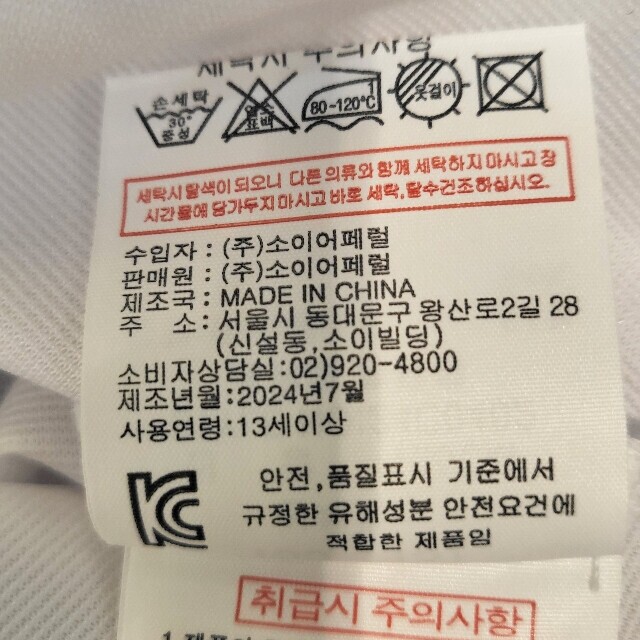 세탁시 주의사항
손세탁
30°
중성
염소
표백
80-120°C
옷걸이
세탁시 탈색이 되오니 다른 의류와 함께 세탁하지 마시고 장
시간 물에 담가두지 마시고 바로 세탁,탈수건조하십시오.
수입자 : (주)소이어페럴
판매원 : (주)소이어페럴
제조국 : MADE IN CHINA
주 소 : 서울시 동대문구 왕산로2길 28
(신설동,소이빌딩)
소비자상담실:02)920-4800
제조년월:2024년7월
사용연령:13세이상
안전,품질표시 기준에서
규정한 유해성분 안전요건에
적합한 제품임
취급시 주의사항